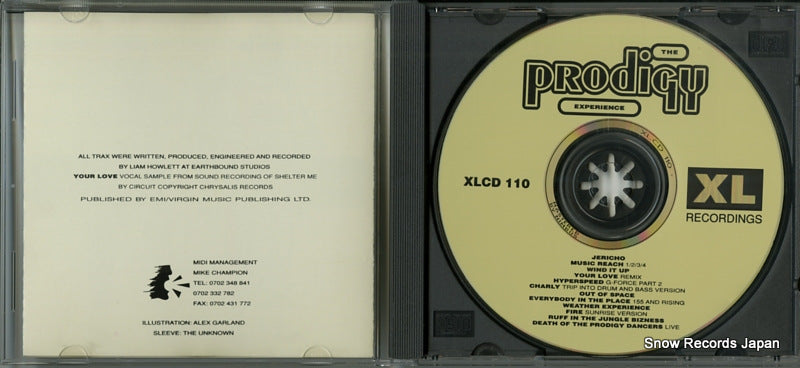 ALL TRAX WERE WRITTEN, PRODUCED, ENGINEERED AND RECORDED
BY LIAM HOWLETT AT EARTHBOUND STUDIOS
YOUR LOVE VOCAL SAMPLE FROM SOUND RECORDING OF SHELTER ME
BY CIRCUIT COPYRIGHT CHRYSALIS RECORDS
PUBLISHED BY EMI/VIRGIN MUSIC PUBLISHING LTD.
MIDI MANAGEMENT
MIKE CHAMPION
TEL: 0702 348 841
0702 332 782
FAX: 0702 431 772
ILLUSTRATION: ALEX GARLAND
SLEEVE: THE UNKNOWN
THE
PRODIGY
EXPERIENCE
XLCD 110
XLCD 110
XL
RECORDINGS
JERICHO
MUSIC REACH 1/2/3/4
WIND IT UP
YOUR LOVE REMIX
HYPERSPEED G-FORCE PART 2
CHARLY TRIP INTO DRUM AND BASS VERSION
OUT OF SPACE
EVERYBODY IN THE PLACE 155 AND RISING
WEATHER EXPERIENCE
FIRE SUNRISE VERSION
RUFF IN THE JUNGLE BIZNESS
DEATH OF THE PRODIGY DANCERS LIVE
Snow Records Japan